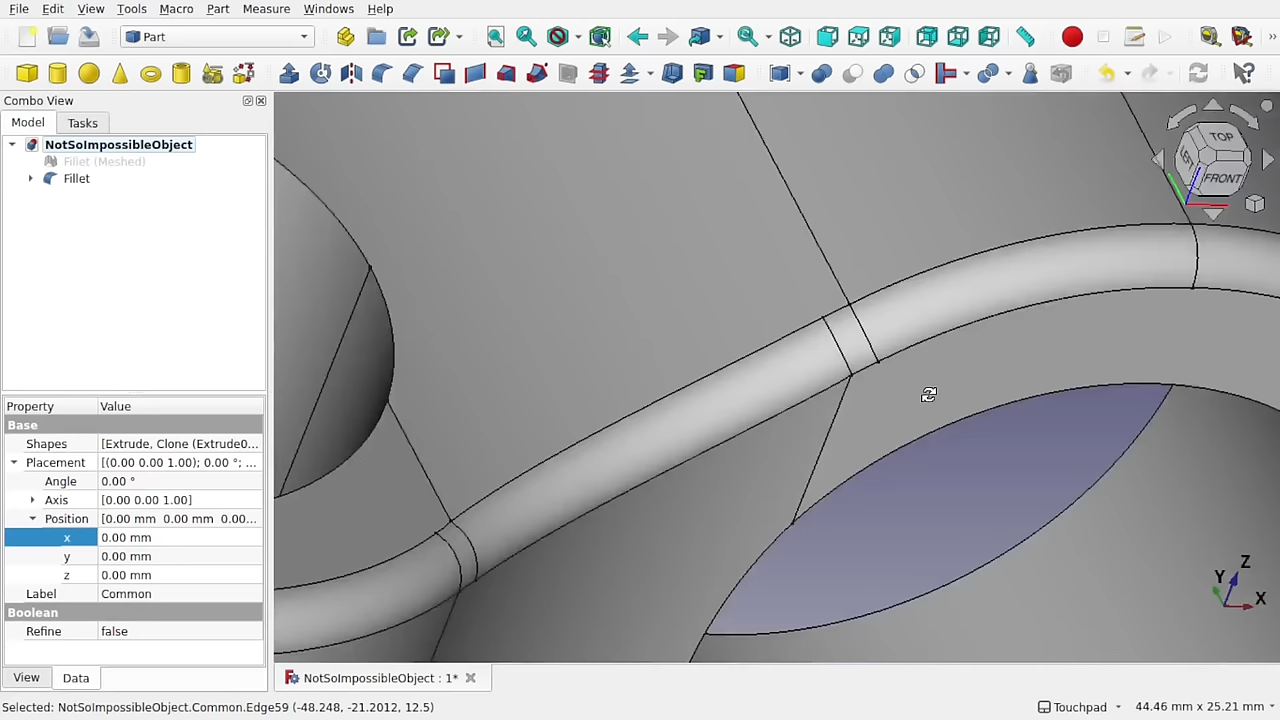 File Edit View Tools Macro Part Measure Windows Help
Part
Combo View
Model Tasks
NotSoImpossibleObject
Fillet (Meshed)
Fillet
TOP
FRONT
Property Value
Base
Shapes [Extrude, Clone (Extrude0...
Placement [(0.00 0.00 1.00); 0.00 °; ...
Angle 0.00 °
Axis [0.00 0.00 1.00]
Position [0.00 mm 0.00 mm 0.00...
x 0.00 mm
y 0.00 mm
z 0.00 mm
Label Common
Boolean
Refine false
Z
Y
X
View Data
NotSoImpossibleObject : 1*
Selected: NotSoImpossibleObject.Common.Edge59 (-48.248, -21.2012, 12.5)
Touchpad
44.46 mm x 25.21 mm